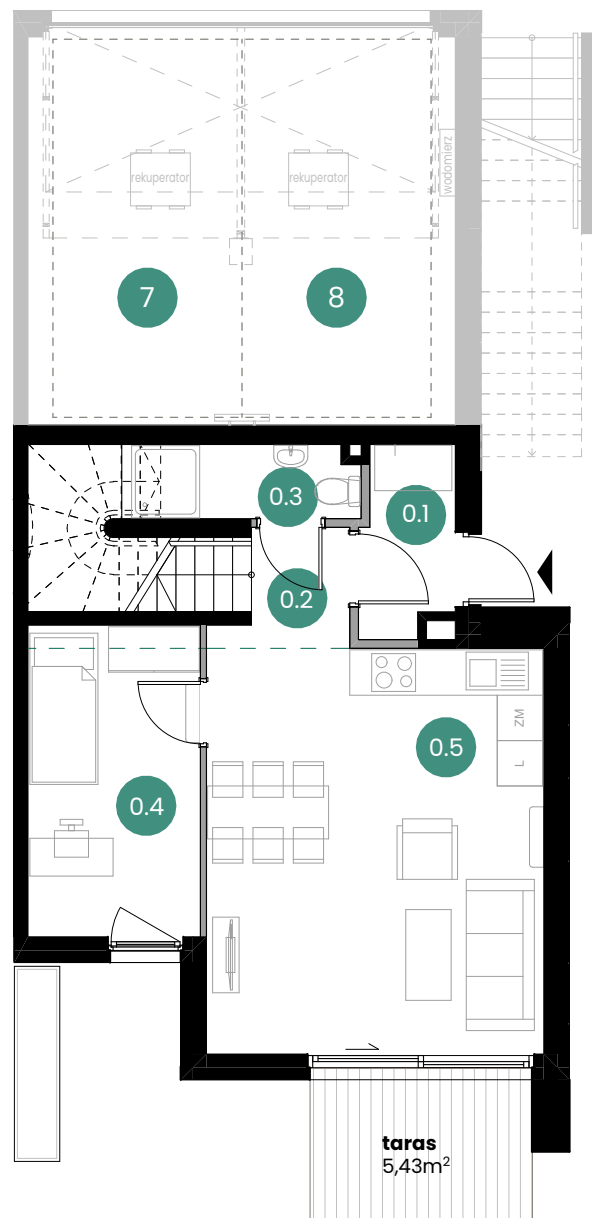 rekuperator
rekuperator
wodomierz
7
8
0.3
0.1
0.2
ZM
0.5
L
0.4
taras
5,43m²